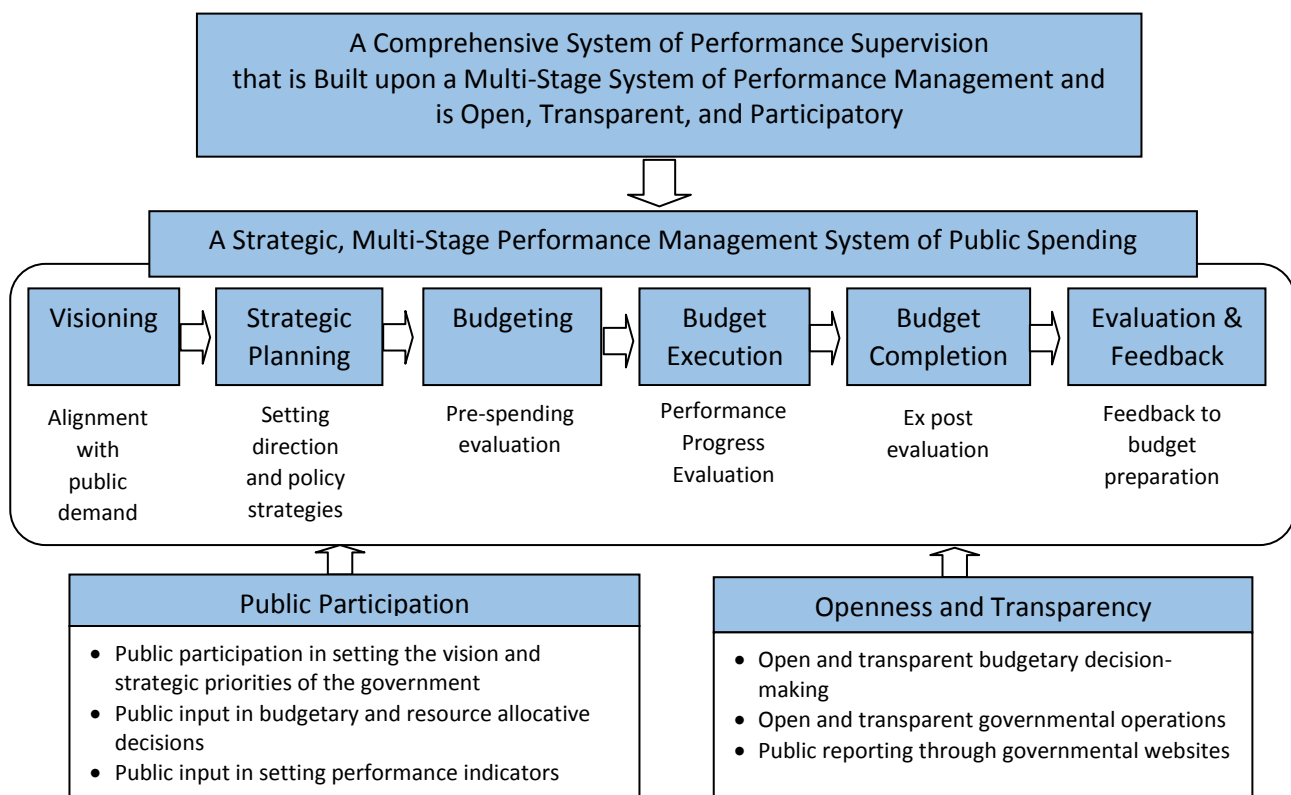 A Comprehensive System of Performance Supervision
that is Built upon a Multi-Stage System of Performance Management and
is Open, Transparent, and Participatory
A Strategic, Multi-Stage Performance Management System of Public Spending
Visioning
Strategic
Planning
Budgeting
Budget
Execution
Budget
Completion
Evaluation &
Feedback
Alignment
with
public
demand
Setting
direction
and policy
strategies
Pre-spending
evaluation
Performance
Progress
Evaluation
Ex post
evaluation
Feedback to
budget
preparation
Public Participation
• Public participation in setting the vision and
strategic priorities of the government
• Public input in budgetary and resource allocative
decisions
• Public input in setting performance indicators
Openness and Transparency
• Open and transparent budgetary decision-
making
• Open and transparent governmental operations
• Public reporting through governmental websites